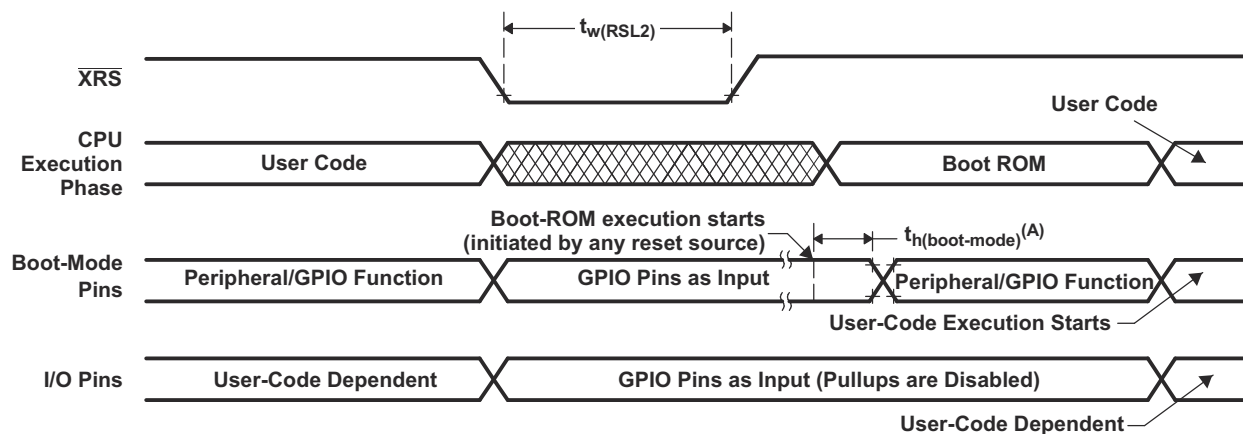 tw(RSL2)
XRS
User Code
CPU
Execution
Phase
User Code
Boot ROM
Boot-ROM execution starts
(initiated by any reset source)
th(boot-mode)(A)
Boot-Mode
Pins
Peripheral/GPIO Function
GPIO Pins as Input
Peripheral/GPIO Function
User-Code Execution Starts
I/O Pins
User-Code Dependent
GPIO Pins as Input (Pullups are Disabled)
User-Code Dependent